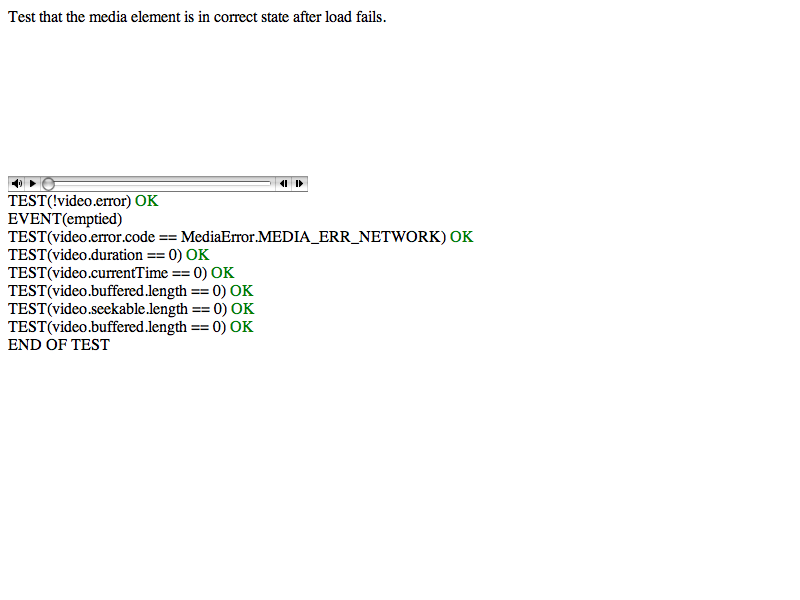 Test that the media element is in correct state after load fails.
TEST(!video.error) OK
EVENT(emptied)
TEST(video.error.code == MediaError.MEDIA_ERR_NETWORK) OK
TEST(video.duration == 0) OK
TEST(video.currentTime == 0) OK
TEST(video.buffered.length == 0) OK
TEST(video.seekable.length == 0) OK
TEST(video.buffered.length == 0) OK
END OF TEST